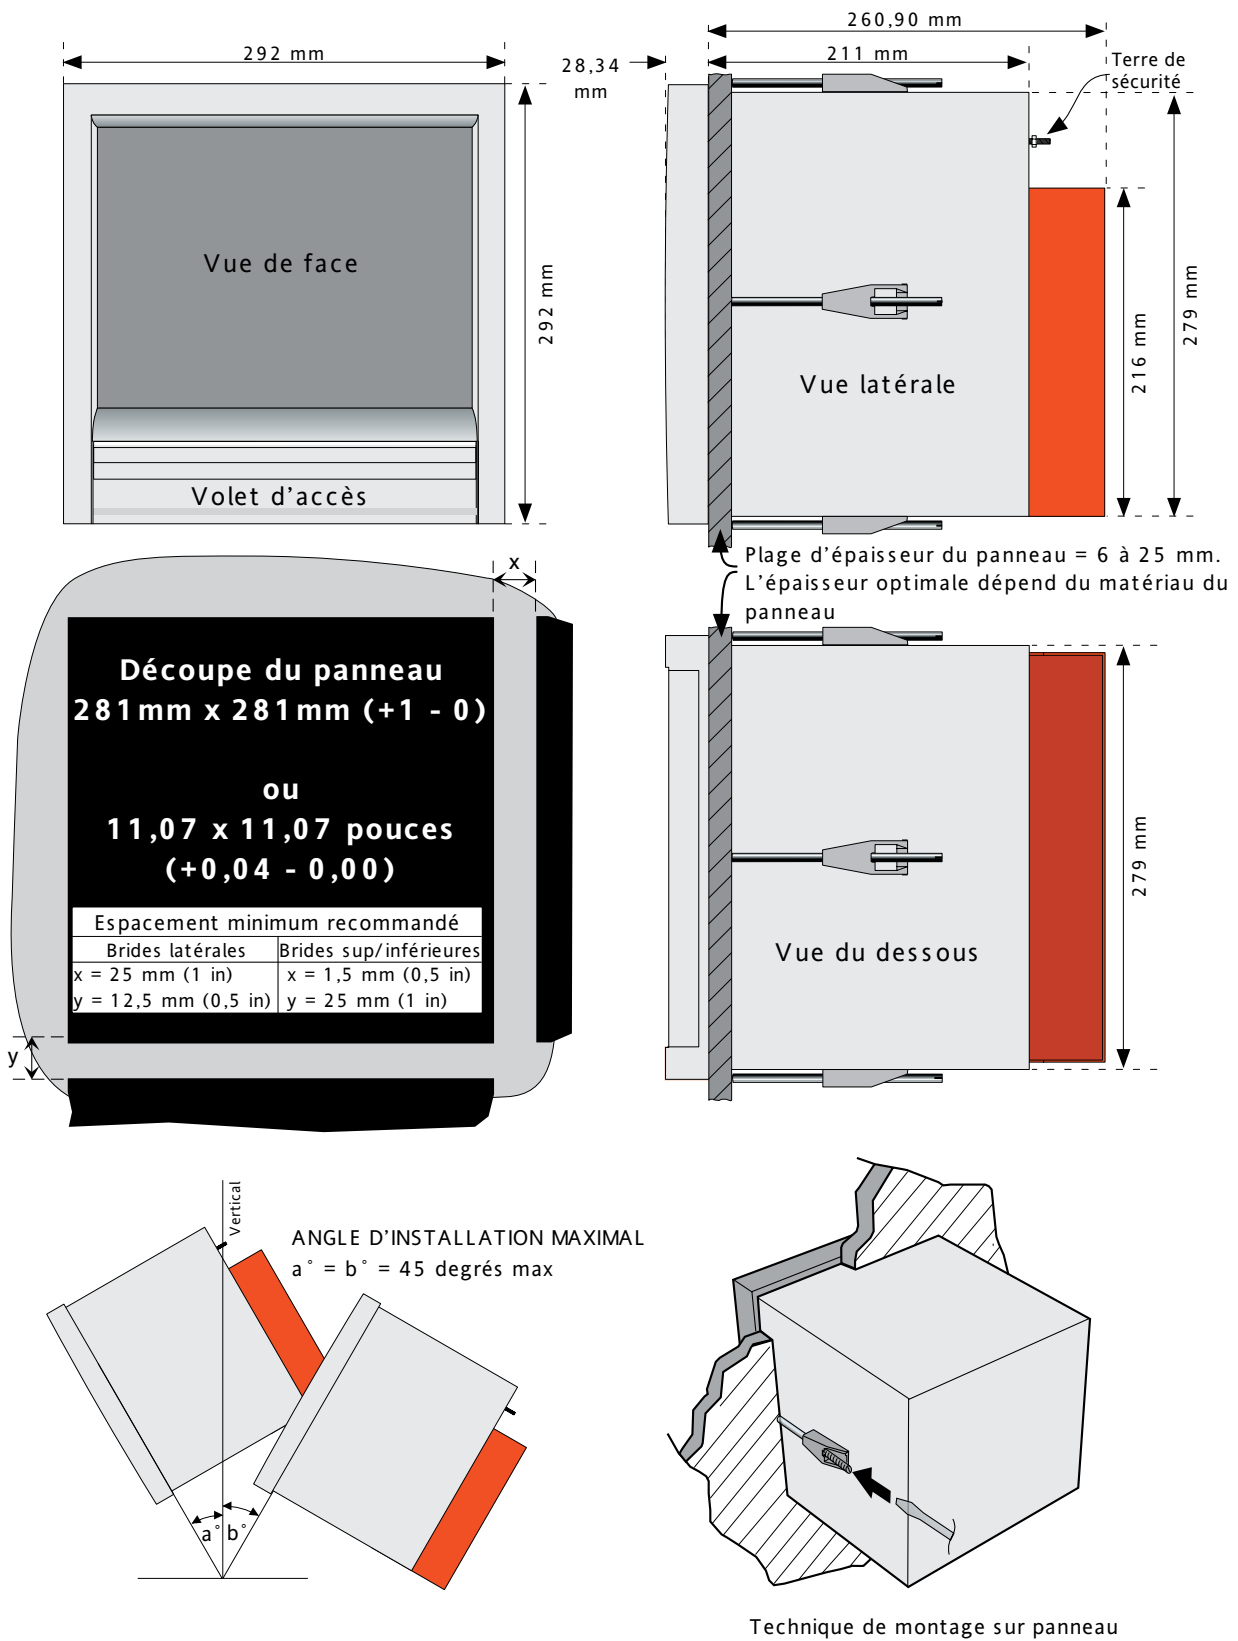 260,90 mm
292 mm
28,34
mm
211 mm
Terre de
sécurité
Vue de face
292 mm
Vue latérale
216 mm
279 mm
Volet d’accès
Plage d’épaisseur du panneau = 6 à 25 mm.
L’épaisseur optimale dépend du matériau du
panneau
x
Découpe du panneau
281mm x 281mm (+1 - 0)
ou
11,07 x 11,07 pouces
(+0,04 - 0,00)
Espacement minimum recommandé
Brides latérales
Brides sup/inférieures
x = 25 mm (1 in)
x = 1,5 mm (0,5 in)
y = 12,5 mm (0,5 in)
y = 25 mm (1 in)
y
279 mm
Vue du dessous
Vertical
ANGLE D’INSTALLATION MAXIMAL
a° = b° = 45 degrés max
a° b°
Technique de montage sur panneau